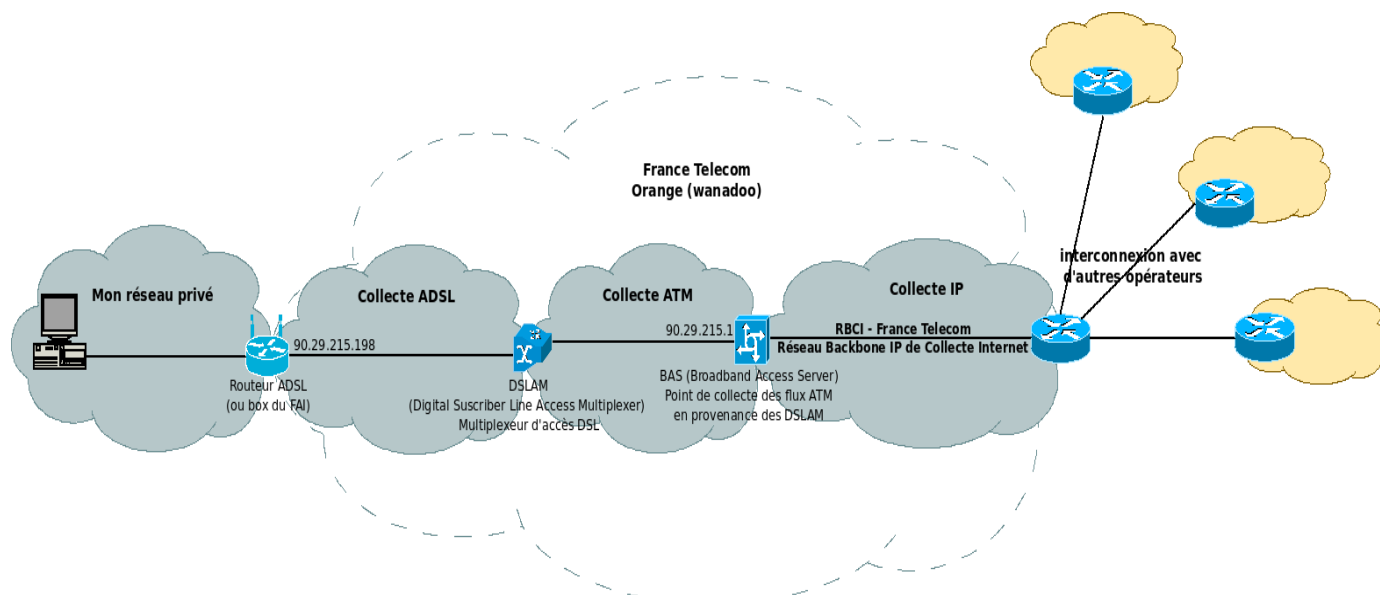 France Telecom
Orange (wanadoo)
Mon réseau privé
Collecte ADSL
Collecte ATM
Collecte IP
interconnexion avec
d'autres opérateurs
90.29.215.198
90.29.215.1
RBCI - France Telecom
Réseau Backbone IP de Collecte Internet
Routeur ADSL
(ou box du FAI)
DSLAM
(Digital Suscriber Line Access Multiplexer)
Multiplexeur d'accès DSL
BAS (Broadband Access Server)
Point de collecte des flux ATM
en provenance des DSLAM